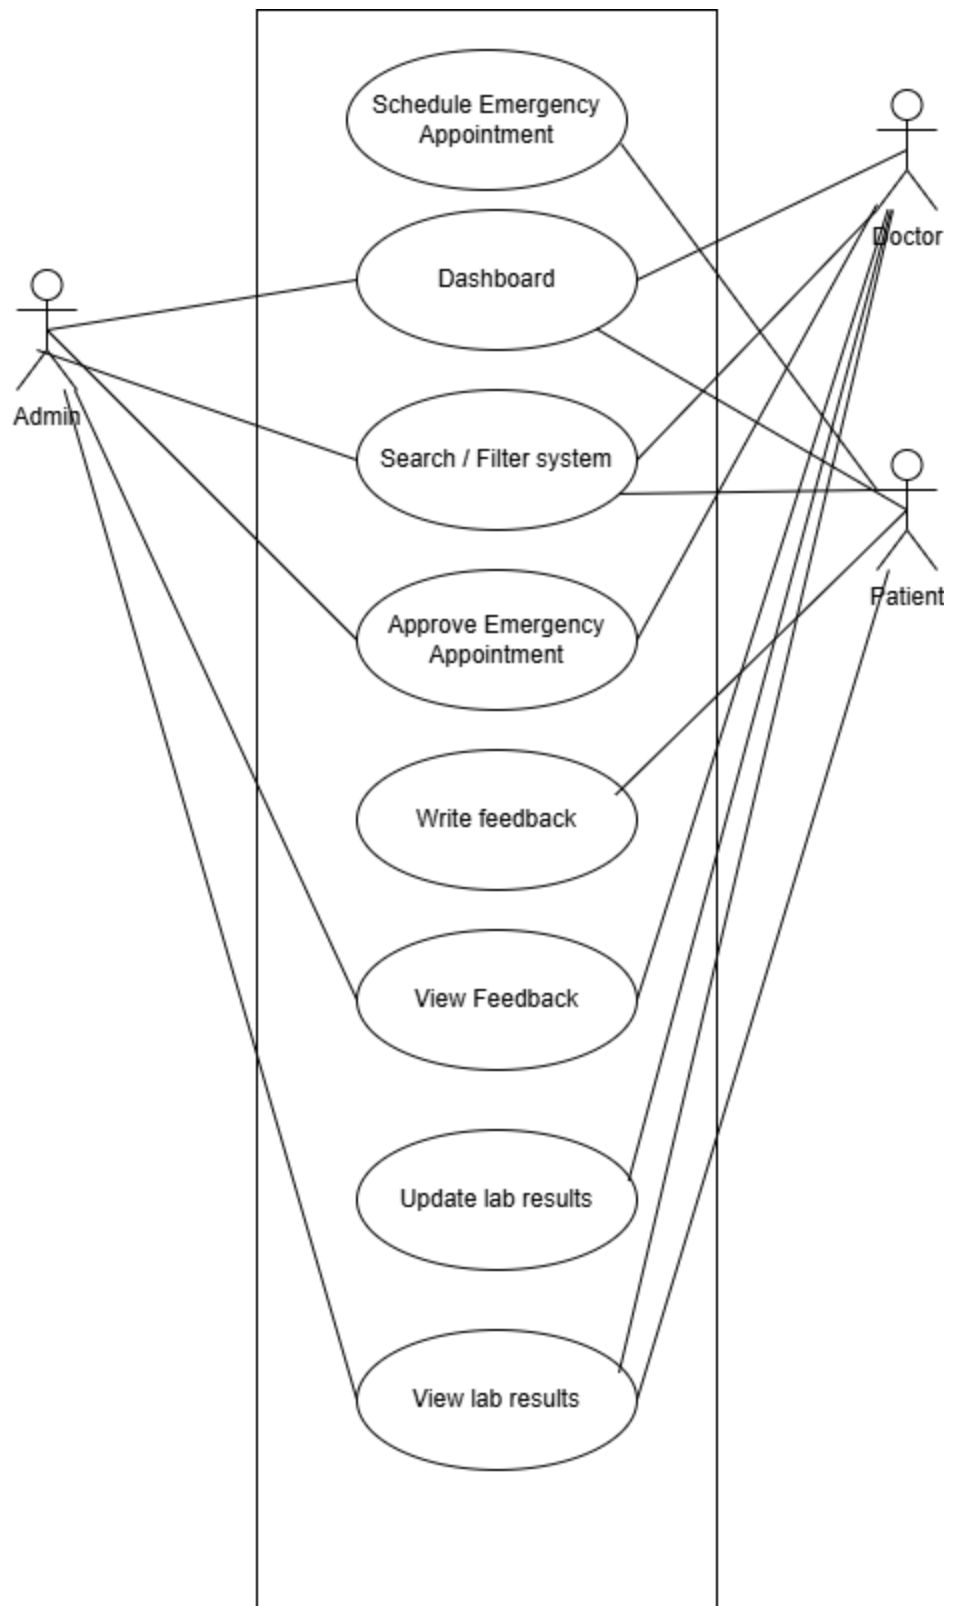 Schedule Emergency
Appointment
Doctor
Dashboard
Admin
Search / Filter system
Patient
Approve Emergency
Appointment
Write feedback
View Feedback
Update lab results
View lab results